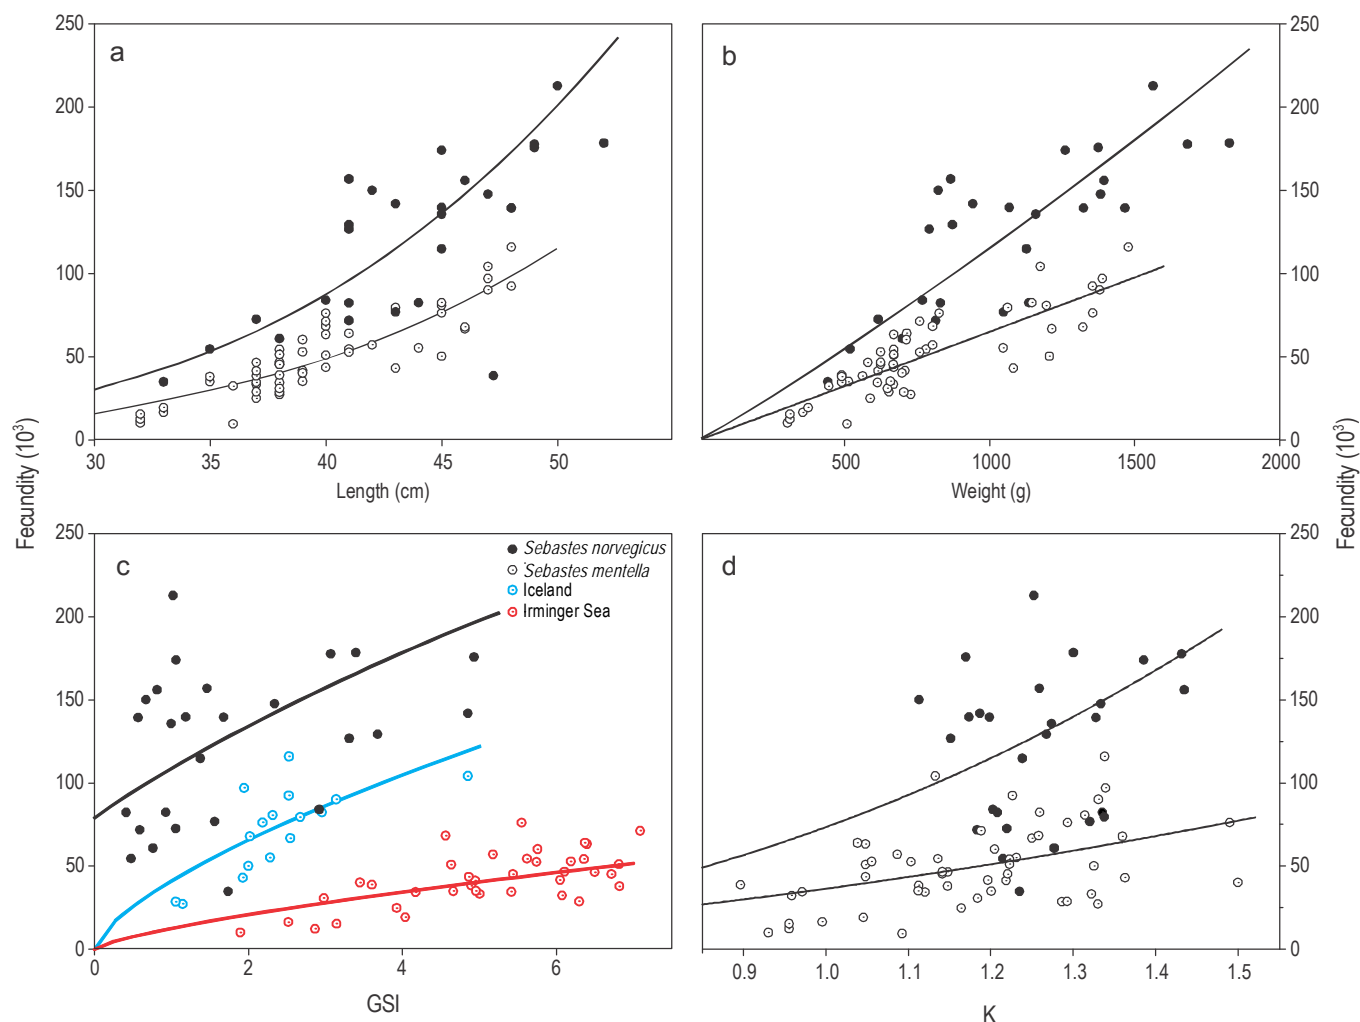 a
250
200
150
100
50
0
30 35 40 45 50
Length (cm)
b
250
200
150
100
50
0
500 1000 1500 2000
Weight (g)
Fecundity (10³)
Fecundity (10³)
c
250
200
150
100
50
0
0 2 4 6
GSI
Sebastes norvegicus
Sebastes mentella
Iceland
Irminger Sea
d
250
200
150
100
50
0
0.9 1.0 1.1 1.2 1.3 1.4 1.5
K